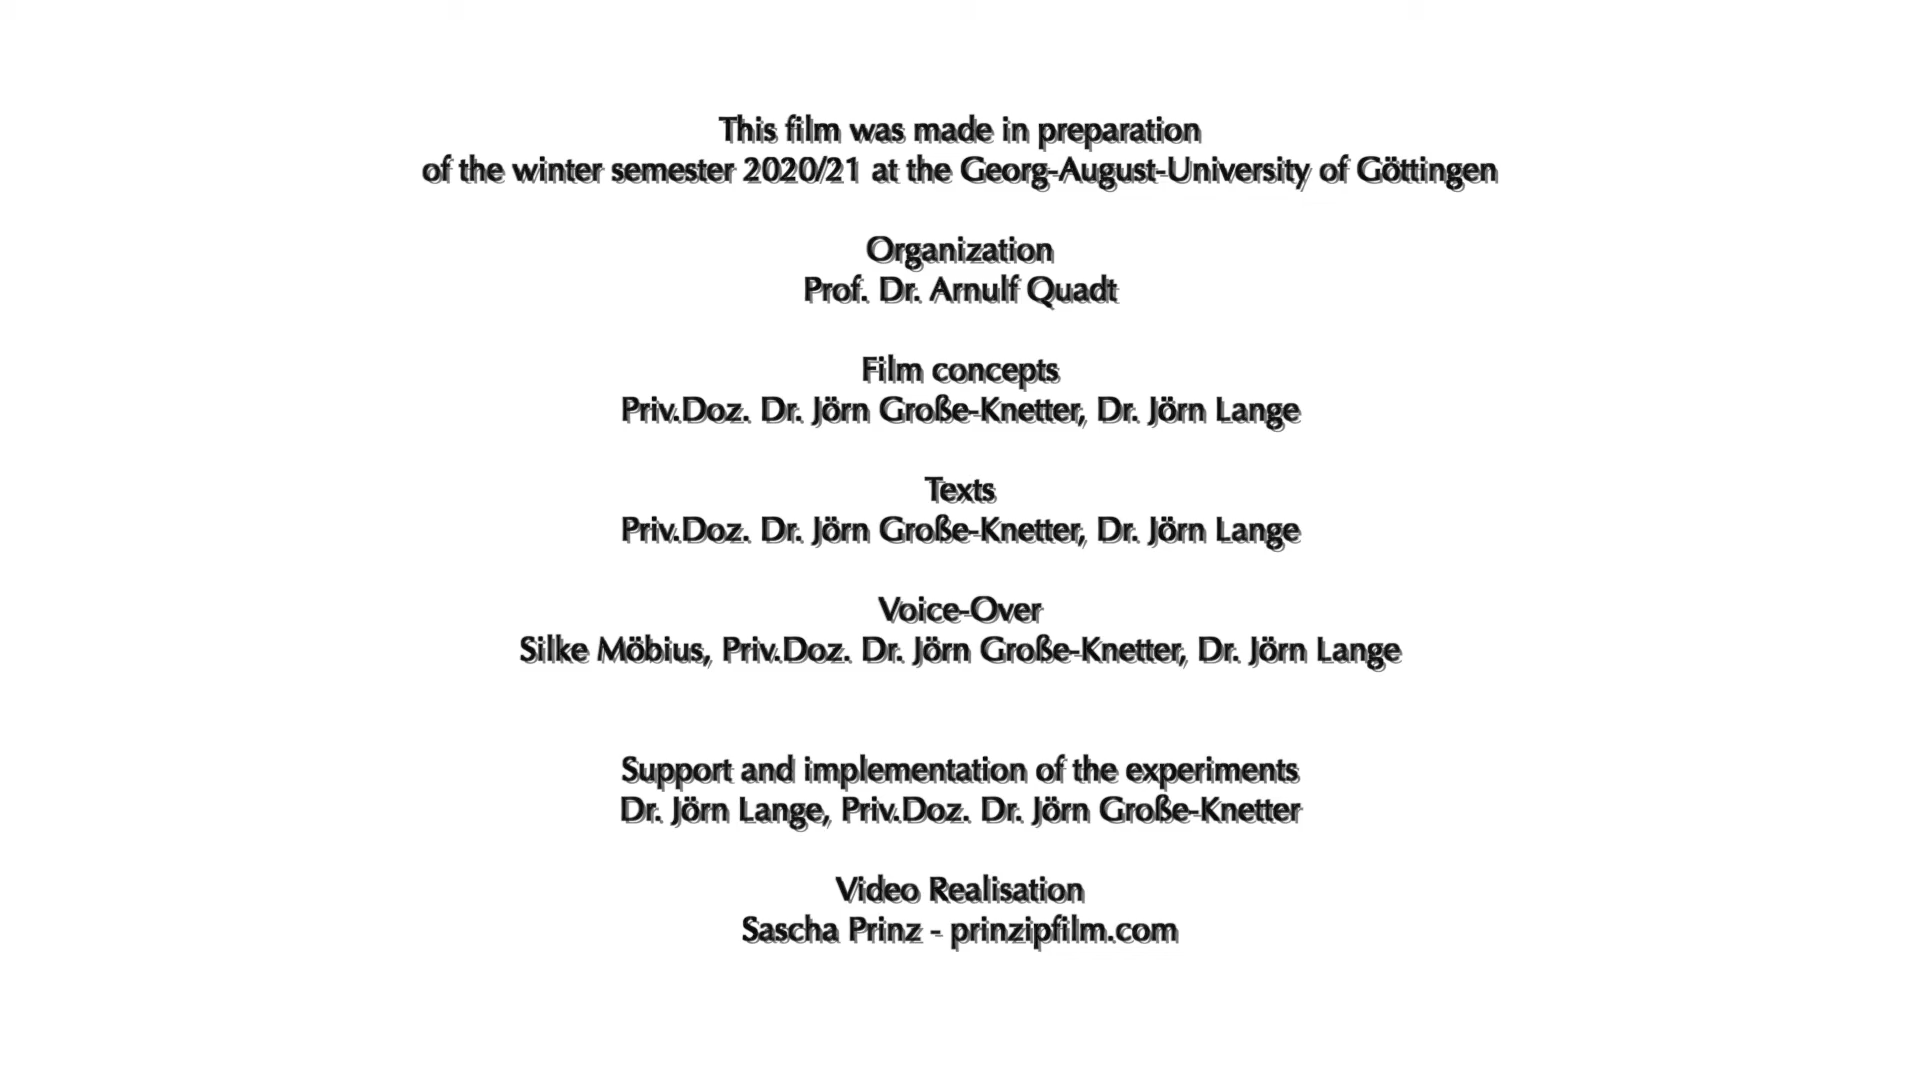 This film was made in preparation
of the winter semester 2020/21 at the Georg-August-University of Göttingen
Organization
Prof. Dr. Arnulf Quadt
Film concepts
Priv.Doz. Dr. Jörn Große-Knetter, Dr. Jörn Lange
Texts
Priv.Doz. Dr. Jörn Große-Knetter, Dr. Jörn Lange
Voice-Over
Silke Möbius, Priv.Doz. Dr. Jörn Große-Knetter, Dr. Jörn Lange
Support and implementation of the experiments
Dr. Jörn Lange, Priv.Doz. Dr. Jörn Große-Knetter
Video Realisation
Sascha Prinz - prinzipfilm.com